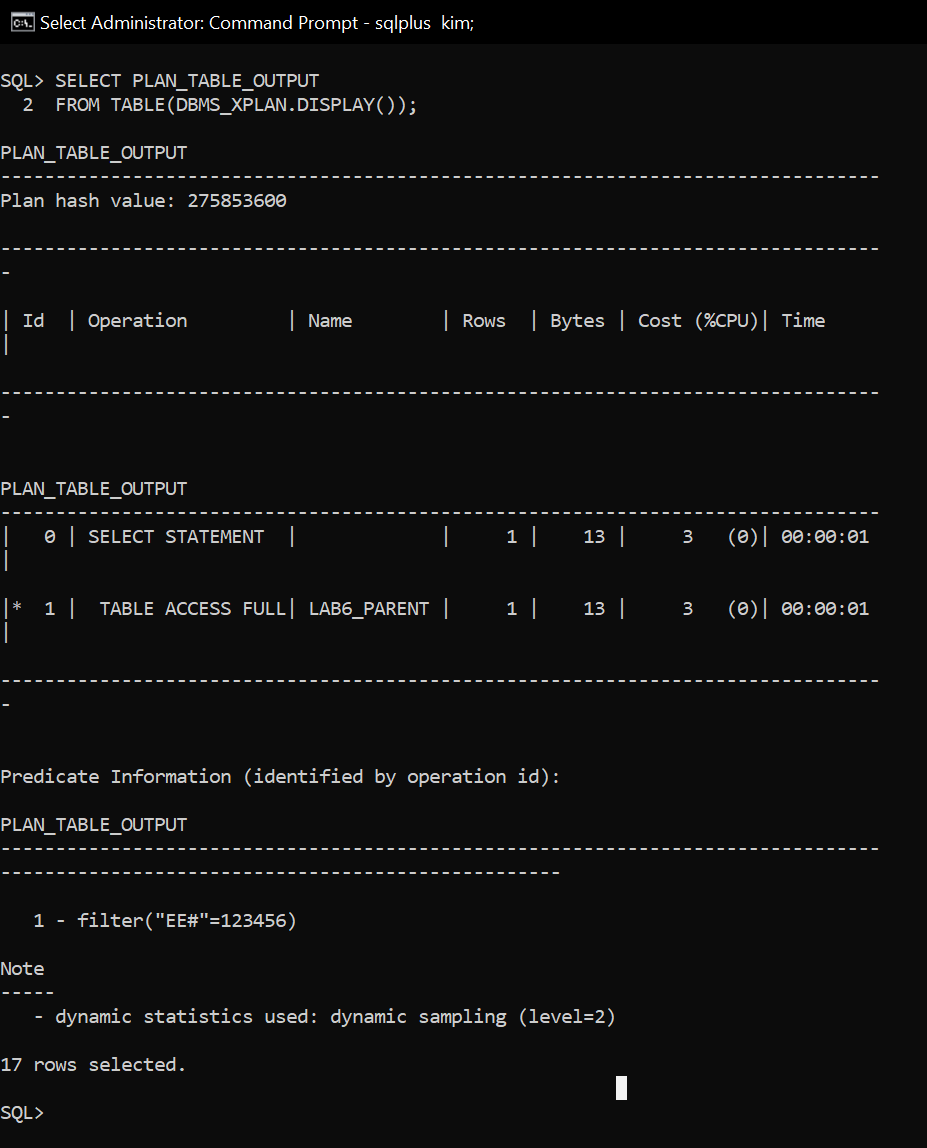 Select Administrator: Command Prompt - sqlplus  kim;
SQL> SELECT PLAN_TABLE_OUTPUT
  2  FROM TABLE(DBMS_XPLAN.DISPLAY());
PLAN_TABLE_OUTPUT
--------------------------------------------------------------------------------
Plan hash value: 275853600
--------------------------------------------------------------------------------
-
| Id  | Operation         | Name        | Rows  | Bytes | Cost (%CPU)| Time
|
--------------------------------------------------------------------------------
-
PLAN_TABLE_OUTPUT
--------------------------------------------------------------------------------
|   0 | SELECT STATEMENT  |             |     1 |    13 |     3   (0)| 00:00:01
|
|*  1 |  TABLE ACCESS FULL| LAB6_PARENT |     1 |    13 |     3   (0)| 00:00:01
|
--------------------------------------------------------------------------------
-
Predicate Information (identified by operation id):
PLAN_TABLE_OUTPUT
--------------------------------------------------------------------------------
---------------------------------------------------
   1 - filter("EE#"=123456)
Note
-----
   - dynamic statistics used: dynamic sampling (level=2)
17 rows selected.
SQL>